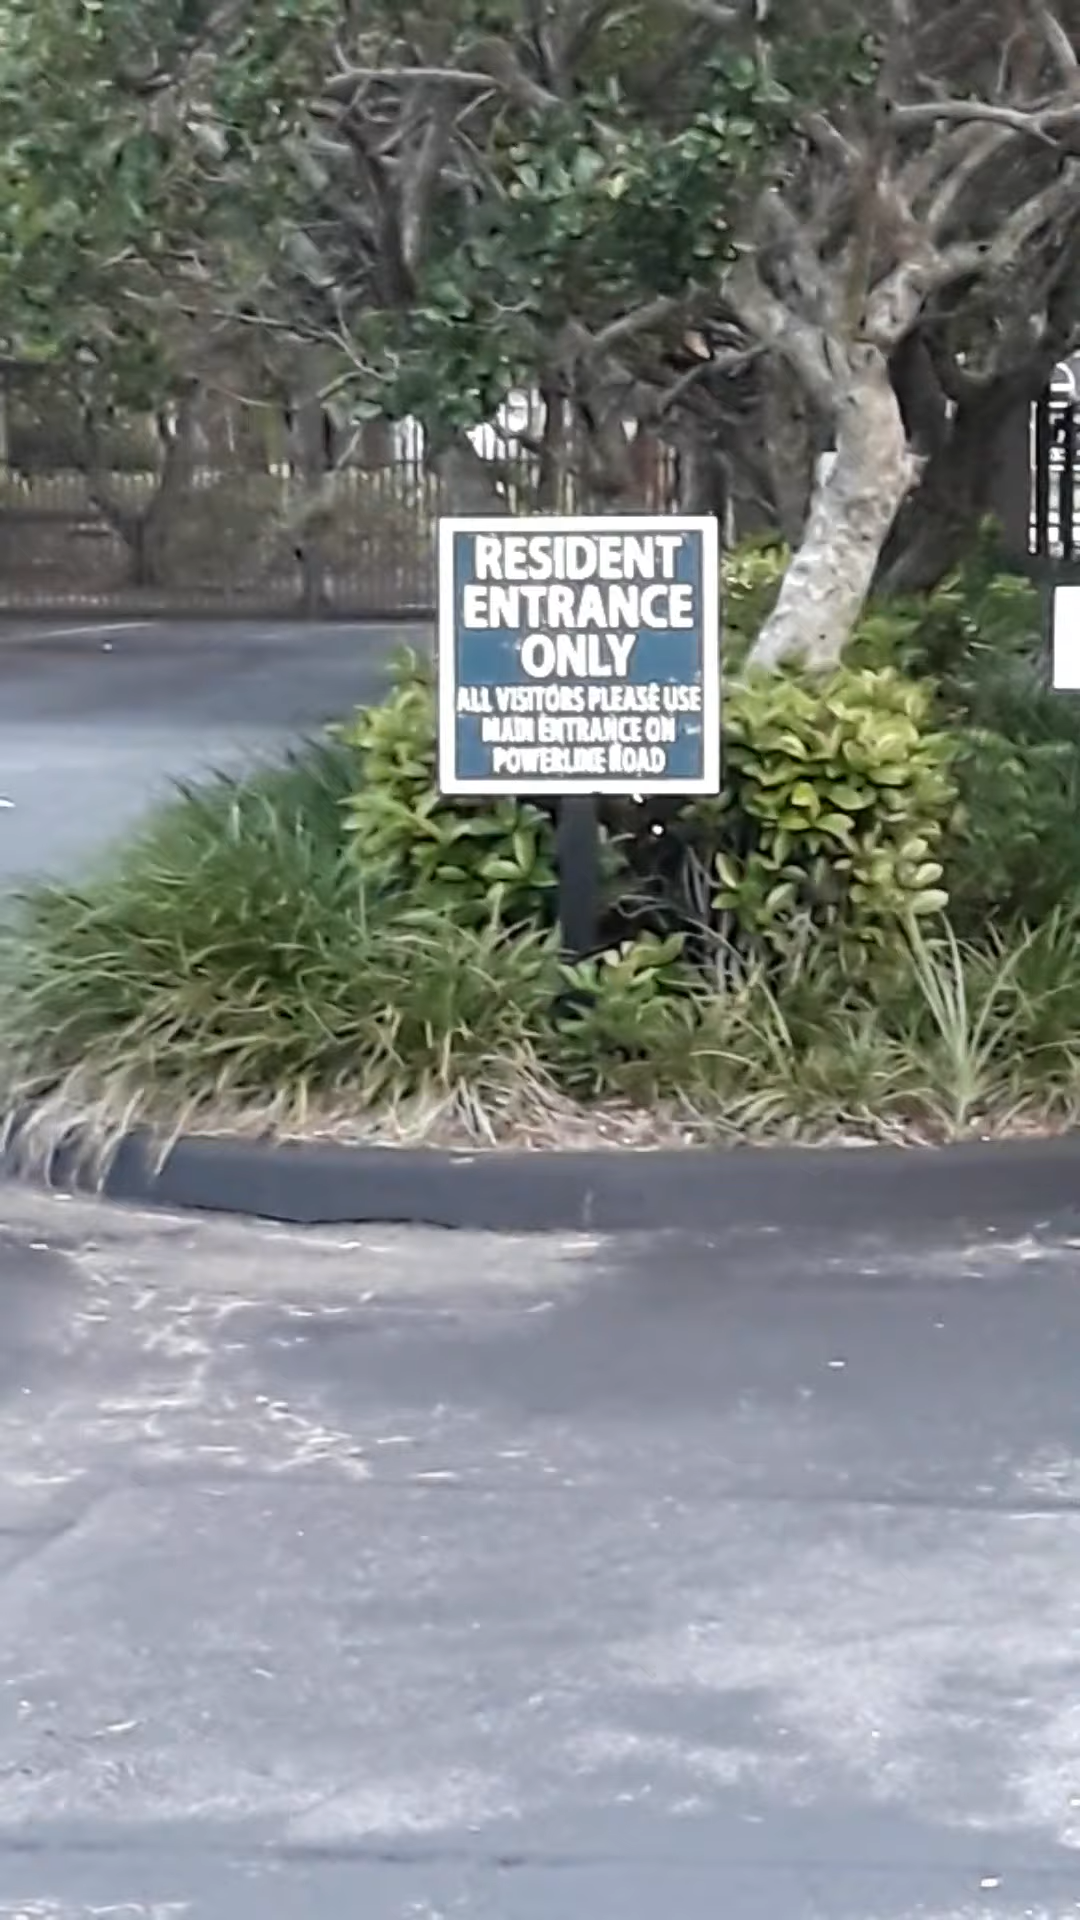 RESIDENT
ENTRANCE
ONLY
ALL VISITORS PLEASE USE
MAIN ENTRANCE ON
POWERLINE ROAD